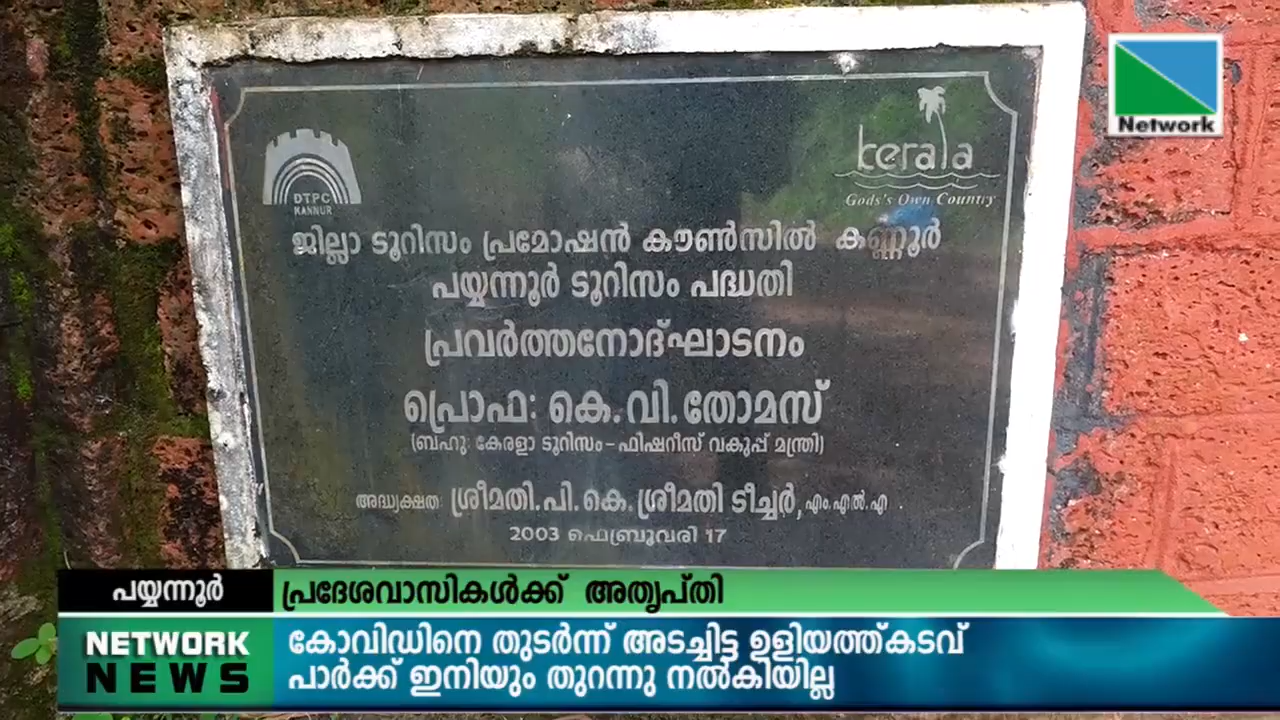 Network
DTPC
KANNUR
kerala
Gods's Own Country
ജില്ലാ ടൂറിസം പ്രമോഷൻ കൗൺസിൽ കണ്ണൂർ
പയ്യന്നൂർ ടൂറിസം പദ്ധതി
പ്രവർത്തനോദ്ഘാടനം
പ്രൊഫ: കെ.വി.തോമസ്
(ബഹു: കേരളാ ടൂറിസം - ഫിഷറീസ് വകുപ്പ് മന്ത്രി)
അദ്ധ്യക്ഷത: ശ്രീമതി.പി.കെ.ശ്രീമതി ടീച്ചർ, എം.എൽ.എ
2003 ഫെബ്രുവരി 17
പയ്യന്നൂർ
പ്രദേശവാസികൾക്ക് അതൃപ്തി
NETWORK
NEWS
കോവിഡിനെ തുടർന്ന് അടച്ചിട്ട ഉളിയത്ത്കടവ്
പാർക്ക് ഇനിയും തുറന്നു നൽകിയില്ല